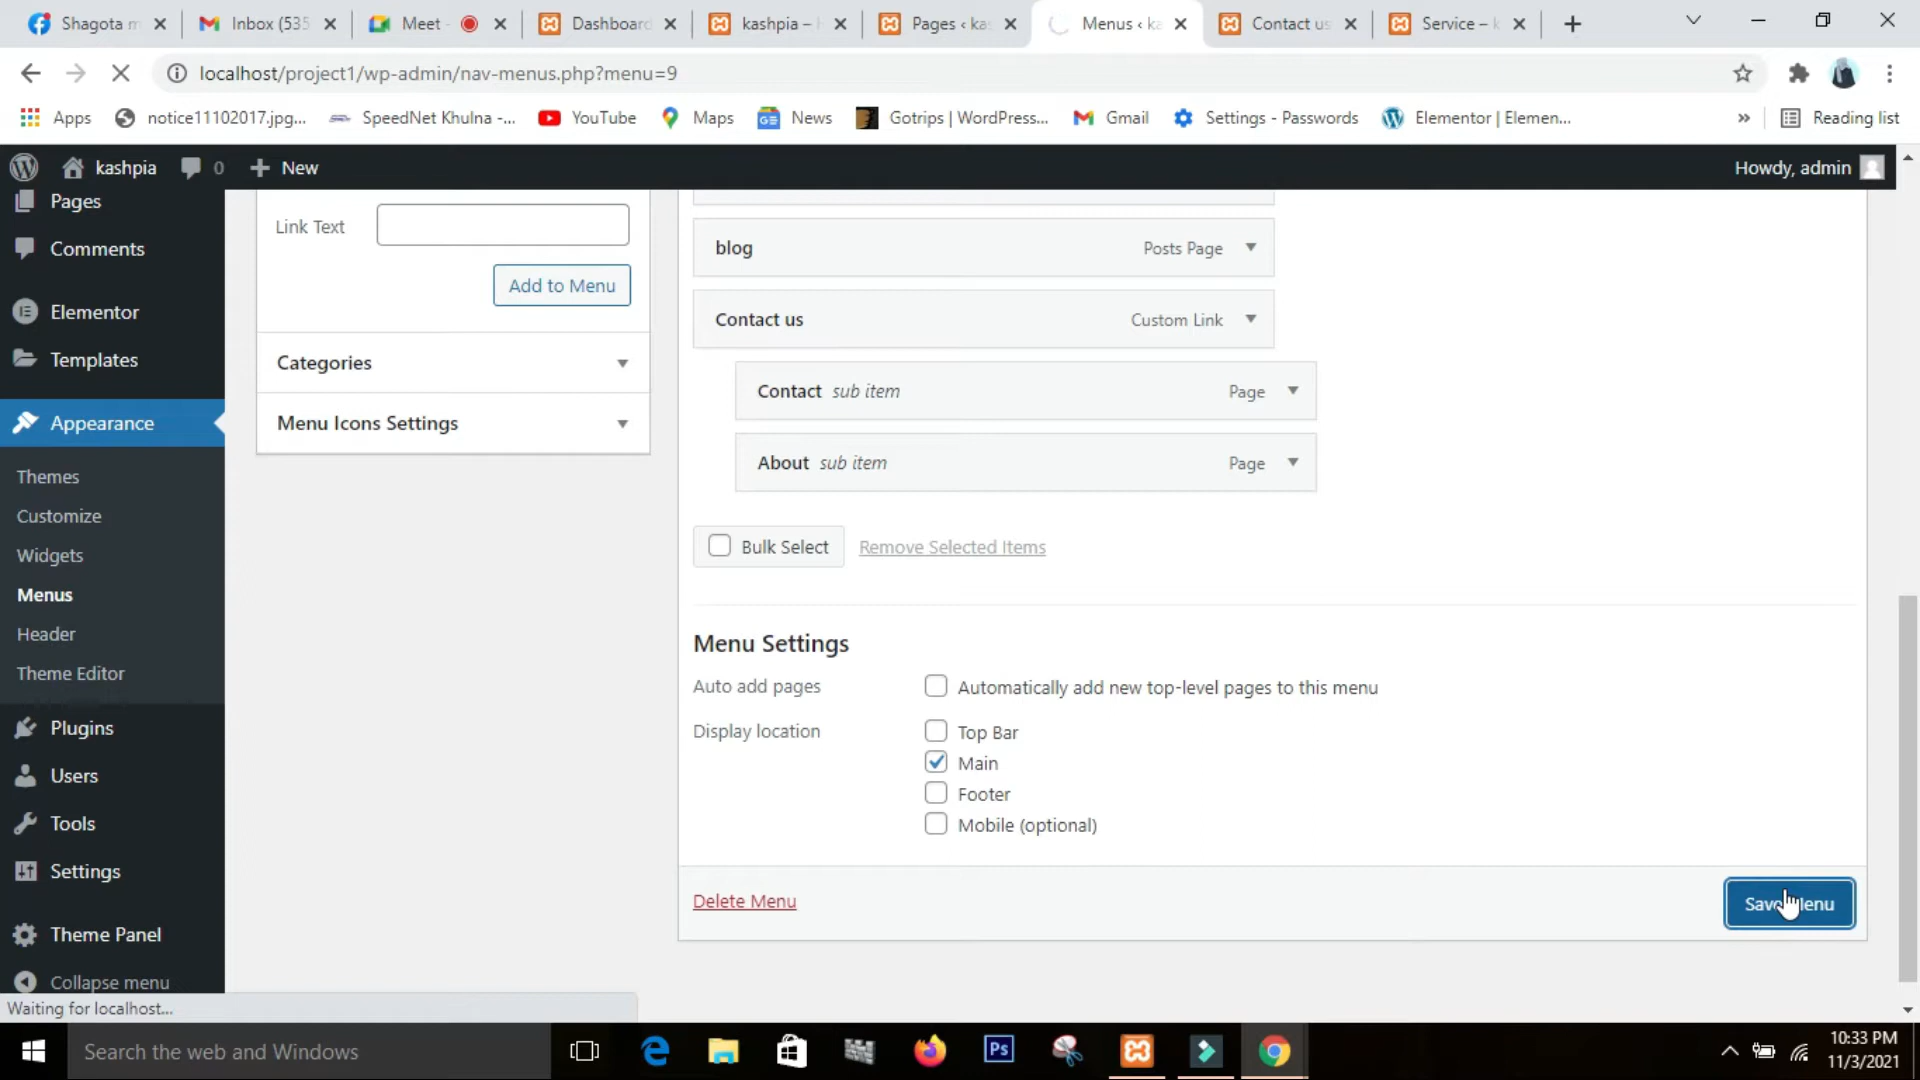 Shagota m
Inbox (535
Meet -
Dashboard
kashpia – H
Pages ‹ kas
Menus ‹ ka
Contact us
Service – k
localhost/project1/wp-admin/nav-menus.php?menu=9
Apps
notice11102017.jpg...
SpeedNet Khulna -...
YouTube
Maps
News
Gotrips | WordPress...
Gmail
Settings - Passwords
Elementor | Elemen...
»
Reading list
kashpia
0
New
Howdy, admin
Pages
Comments
Elementor
Templates
Appearance
Themes
Customize
Widgets
Menus
Header
Theme Editor
Plugins
Users
Tools
Settings
Theme Panel
Collapse menu
Link Text
Add to Menu
Categories
Menu Icons Settings
blog
Posts Page
Contact us
Custom Link
Contact sub item
Page
About sub item
Page
Bulk Select
Remove Selected Items
Menu Settings
Auto add pages
Automatically add new top-level pages to this menu
Display location
Top Bar
Main
Footer
Mobile (optional)
Delete Menu
Save Menu
Waiting for localhost...
Search the web and Windows
Ps
10:33 PM
11/3/2021